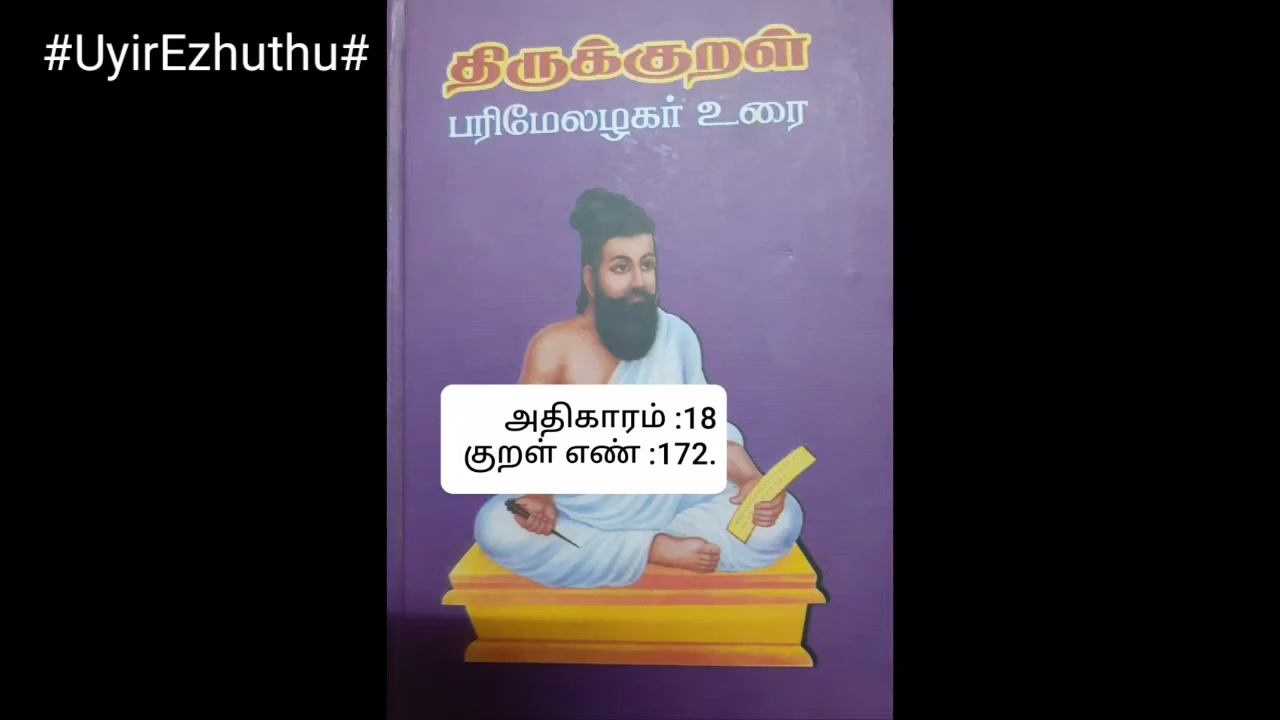 #UyirEzhuthu#
திருக்குறள்
பரிமேலழகர் உரை
அதிகாரம் :18
குறள் எண் :172.